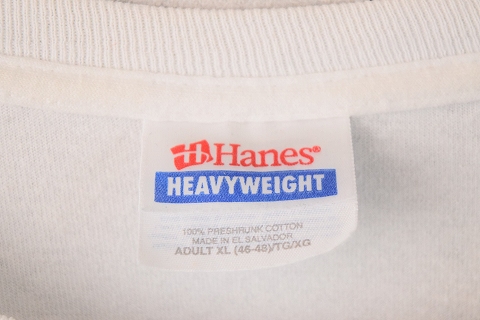 Hanes®
HEAVYWEIGHT
100% PRESHRUNK COTTON
MADE IN EL SALVADOR
ADULT XL (46-48)/TG/XG